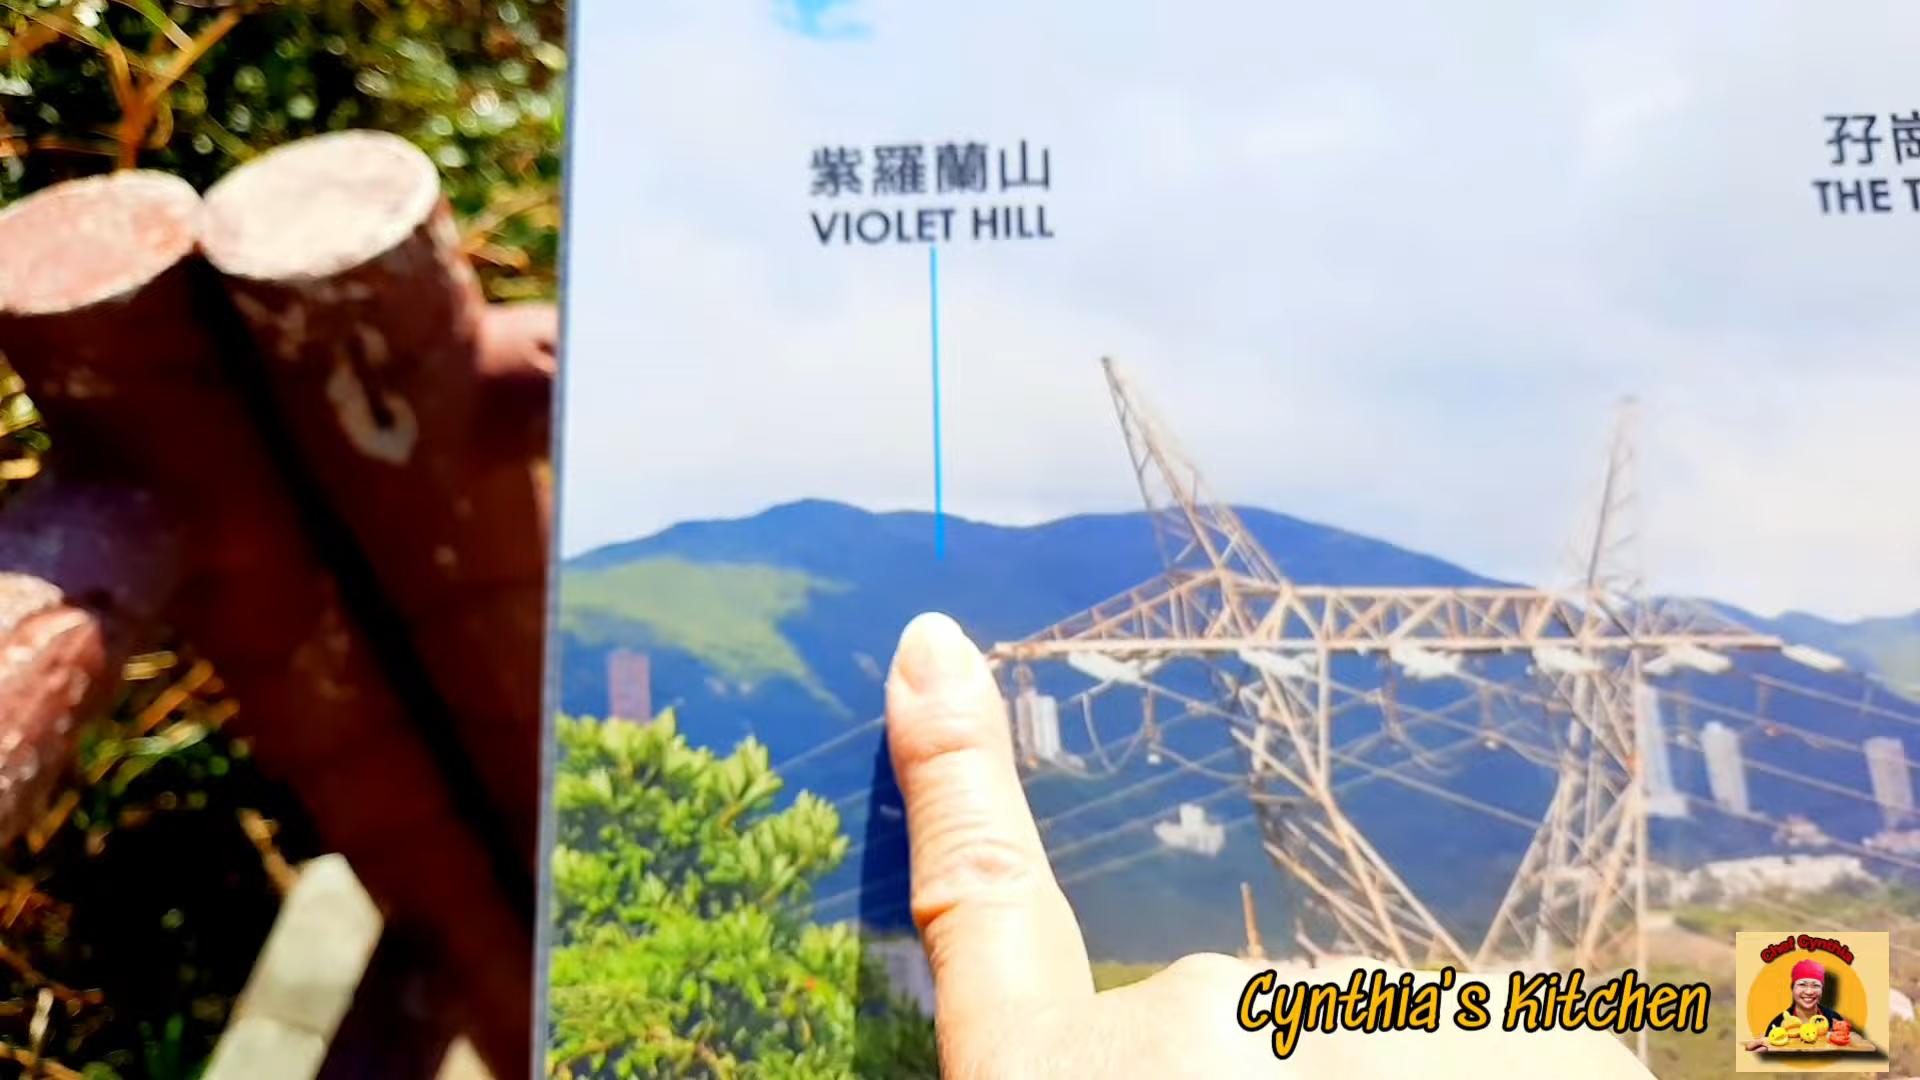 紫羅蘭山
VIOLET HILL
孖崗
THE T
Cynthia's Kitchen
Chef Cynthia